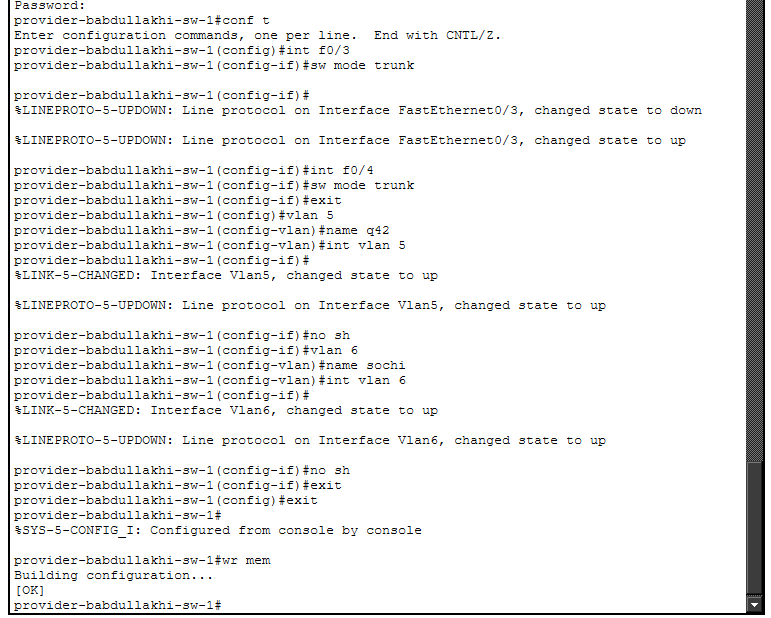 Password:
provider-babdullakhi-sw-1#conf t
Enter configuration commands, one per line.  End with CNTL/Z.
provider-babdullakhi-sw-1(config)#int f0/3
provider-babdullakhi-sw-1(config-if)#sw mode trunk
provider-babdullakhi-sw-1(config-if)#
%LINEPROTO-5-UPDOWN: Line protocol on Interface FastEthernet0/3, changed state to down
%LINEPROTO-5-UPDOWN: Line protocol on Interface FastEthernet0/3, changed state to up
provider-babdullakhi-sw-1(config-if)#int f0/4
provider-babdullakhi-sw-1(config-if)#sw mode trunk
provider-babdullakhi-sw-1(config-if)#exit
provider-babdullakhi-sw-1(config)#vlan 5
provider-babdullakhi-sw-1(config-vlan)#name q42
provider-babdullakhi-sw-1(config-vlan)#int vlan 5
provider-babdullakhi-sw-1(config-if)#
%LINK-5-CHANGED: Interface Vlan5, changed state to up
%LINEPROTO-5-UPDOWN: Line protocol on Interface Vlan5, changed state to up
provider-babdullakhi-sw-1(config-if)#no sh
provider-babdullakhi-sw-1(config-if)#vlan 6
provider-babdullakhi-sw-1(config-vlan)#name sochi
provider-babdullakhi-sw-1(config-vlan)#int vlan 6
provider-babdullakhi-sw-1(config-if)#
%LINK-5-CHANGED: Interface Vlan6, changed state to up
%LINEPROTO-5-UPDOWN: Line protocol on Interface Vlan6, changed state to up
provider-babdullakhi-sw-1(config-if)#no sh
provider-babdullakhi-sw-1(config-if)#exit
provider-babdullakhi-sw-1(config)#exit
provider-babdullakhi-sw-1#
%SYS-5-CONFIG_I: Configured from console by console
provider-babdullakhi-sw-1#wr mem
Building configuration...
[OK]
provider-babdullakhi-sw-1#